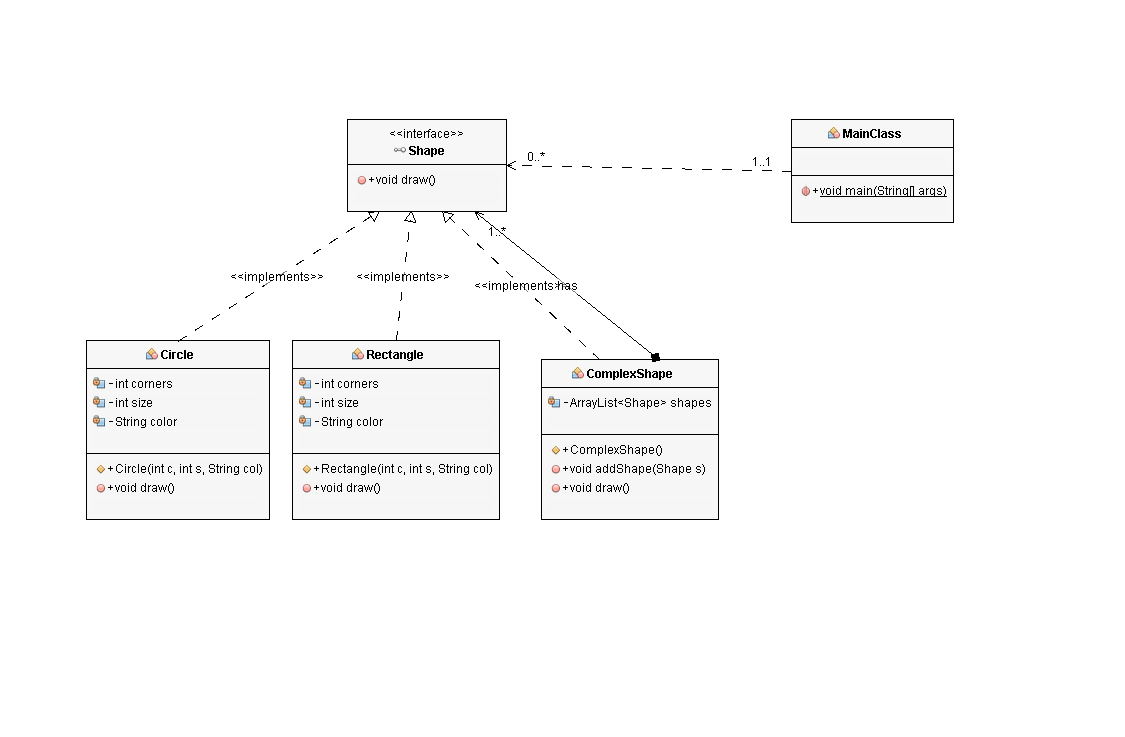 <<interface>>
Shape
+void draw()
0..*
1..1
MainClass
+void main(String[] args)
1..*
<<implements>>
<<implements>>
<<implements>
has
Circle
-int corners
-int size
-String color
+Circle(int c, int s, String col)
+void draw()
Rectangle
-int corners
-int size
-String color
+Rectangle(int c, int s, String col)
+void draw()
ComplexShape
-ArrayList<Shape> shapes
+ComplexShape()
+void addShape(Shape s)
+void draw()